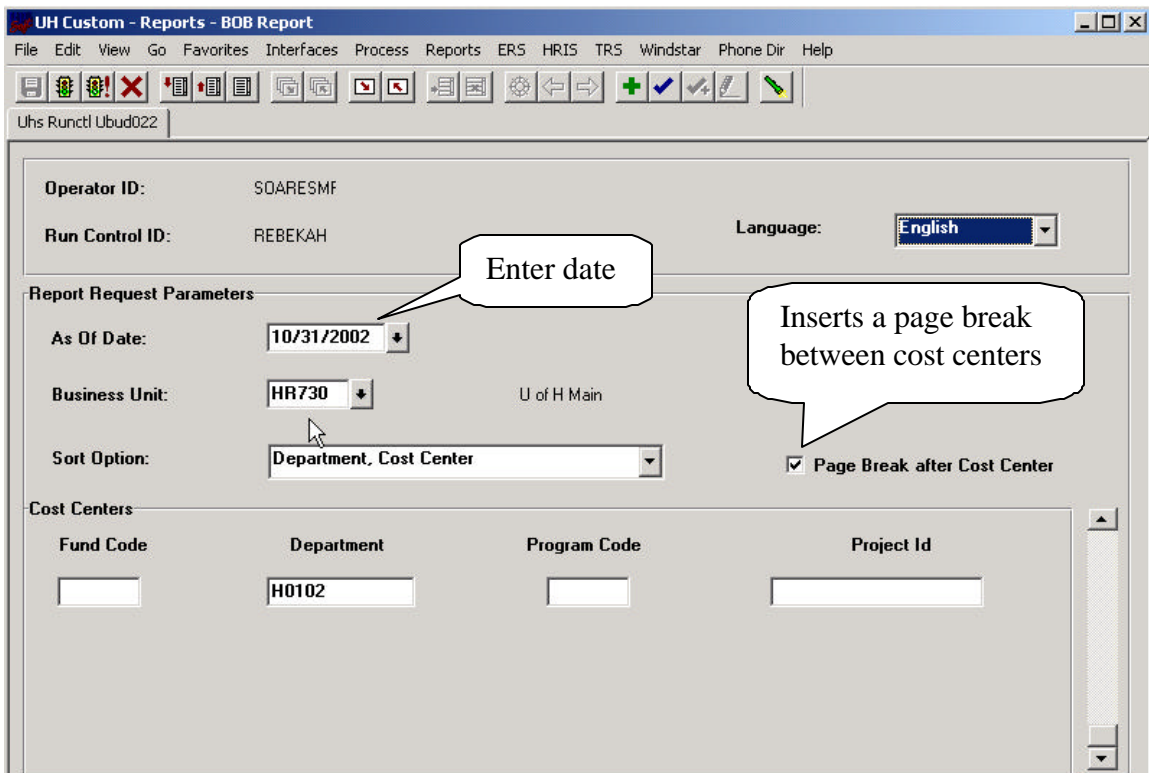 UH Custom - Reports - BOB Report
File Edit View Go Favorites Interfaces Process Reports ERS HRIS TRS Windstar Phone Dir Help
Uhs Runctl Ubud022
Operator ID: SOARESMF
Run Control ID: REBEKAH
Language: English
Enter date
Report Request Parameters
Inserts a page break
between cost centers
As Of Date: 10/31/2002
Business Unit: HR730 U of H Main
Sort Option: Department, Cost Center
Page Break after Cost Center
Cost Centers
Fund Code Department Program Code Project Id
H0102